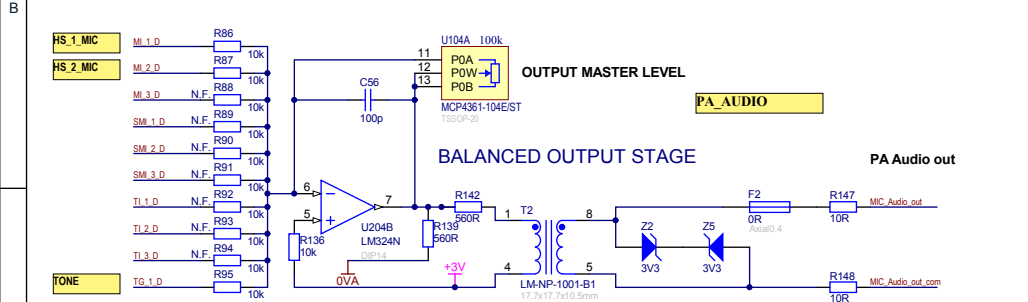 B
HS_1_MIC
MI_1_D
R86
10k
HS_2_MIC
MI_2_D
R87
10k
MI_3_D
N.F.
R88
10k
SMI_1_D
N.F.
R89
10k
SMI_2_D
N.F.
R90
10k
SMI_3_D
N.F.
R91
10k
TI_1_D
N.F.
R92
10k
TI_2_D
N.F.
R93
10k
TI_3_D
N.F.
R94
10k
TONE
TG_1_D
R95
10k
U104A 100k
11 P0A
12 P0W
13 P0B
MCP4361-104E/ST
TSSOP-20
OUTPUT MASTER LEVEL
C56
100p
PA_AUDIO
BALANCED OUTPUT STAGE
PA Audio out
6
5
7
U204B
LM324N
DIP14
R136
10k
0VA
R139
560R
R142
560R
+3V
T2
1
4
8
5
LM-NP-1001-B1
17.7x17.7x10.5mm
Z2
3V3
Z5
3V3
F2
0R
Axial0.4
R147
10R
MIC_Audio_out
R148
10R
MIC_Audio_out_com